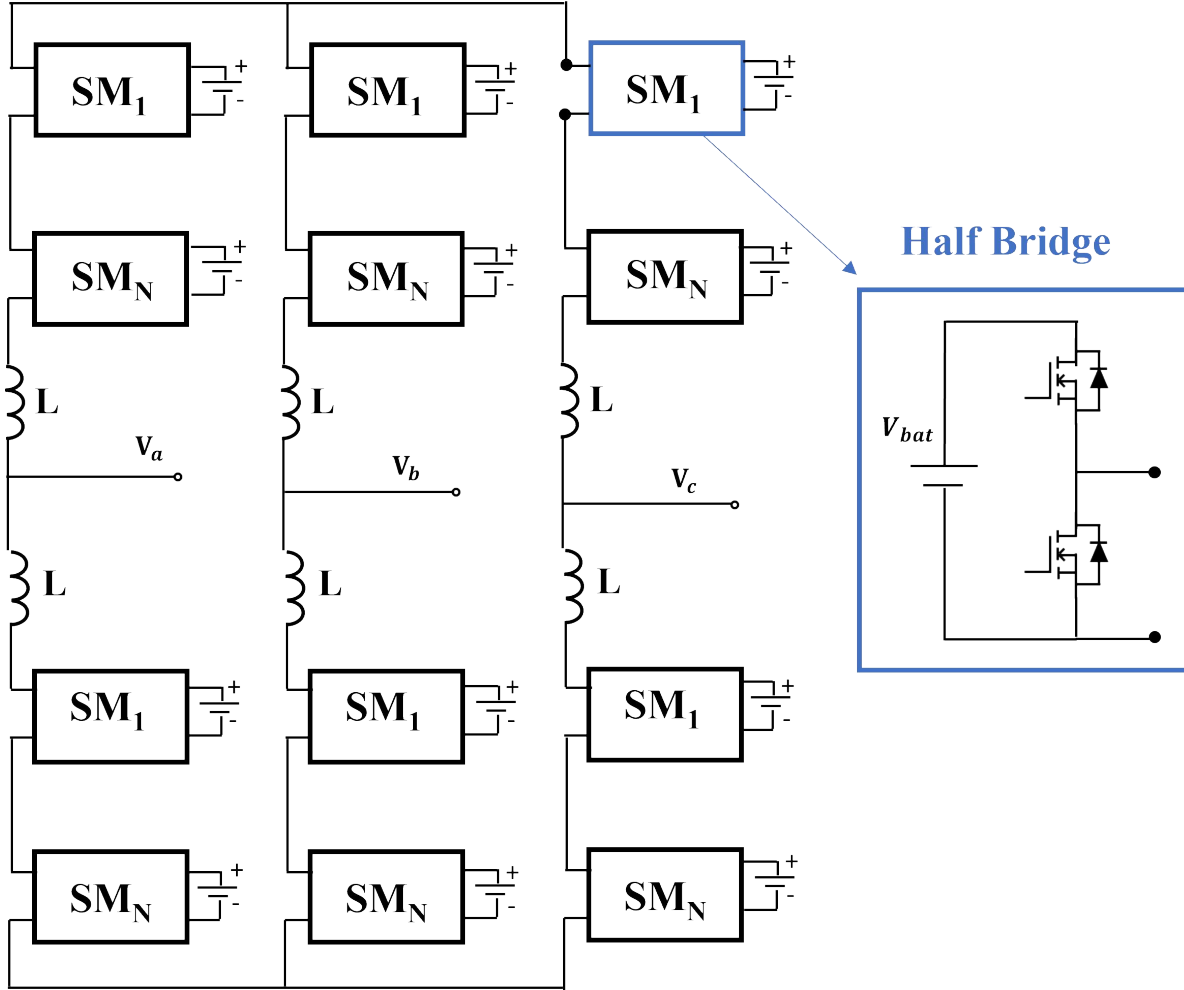 SM1 + -
SM1 + -
SM1 + -
SMN + -
SMN + -
SMN + -
Half Bridge
L
L
L
Vbat
Va
Vb
Vc
L
L
L
SM1 + -
SM1 + -
SM1 + -
SMN + -
SMN + -
SMN + -